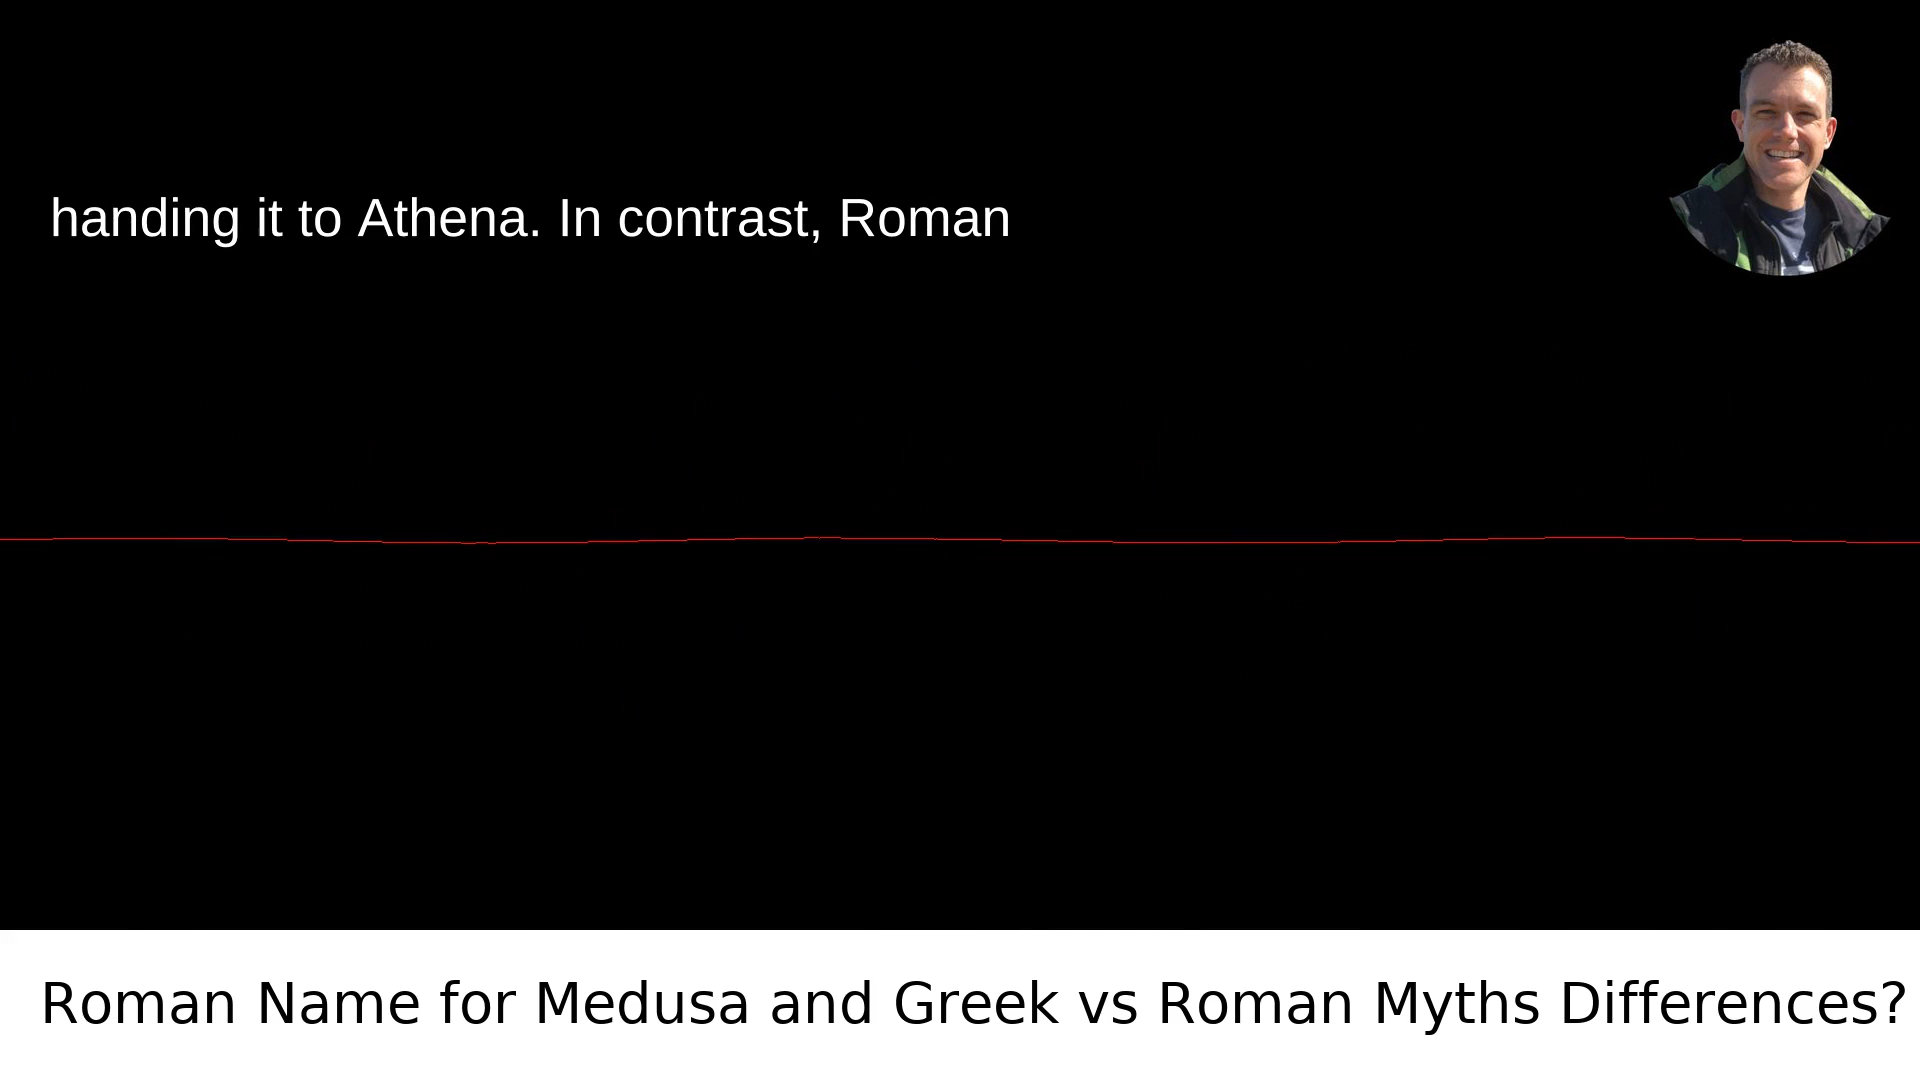 handing it to Athena. In contrast, Roman
Roman Name for Medusa and Greek vs Roman Myths Differences?